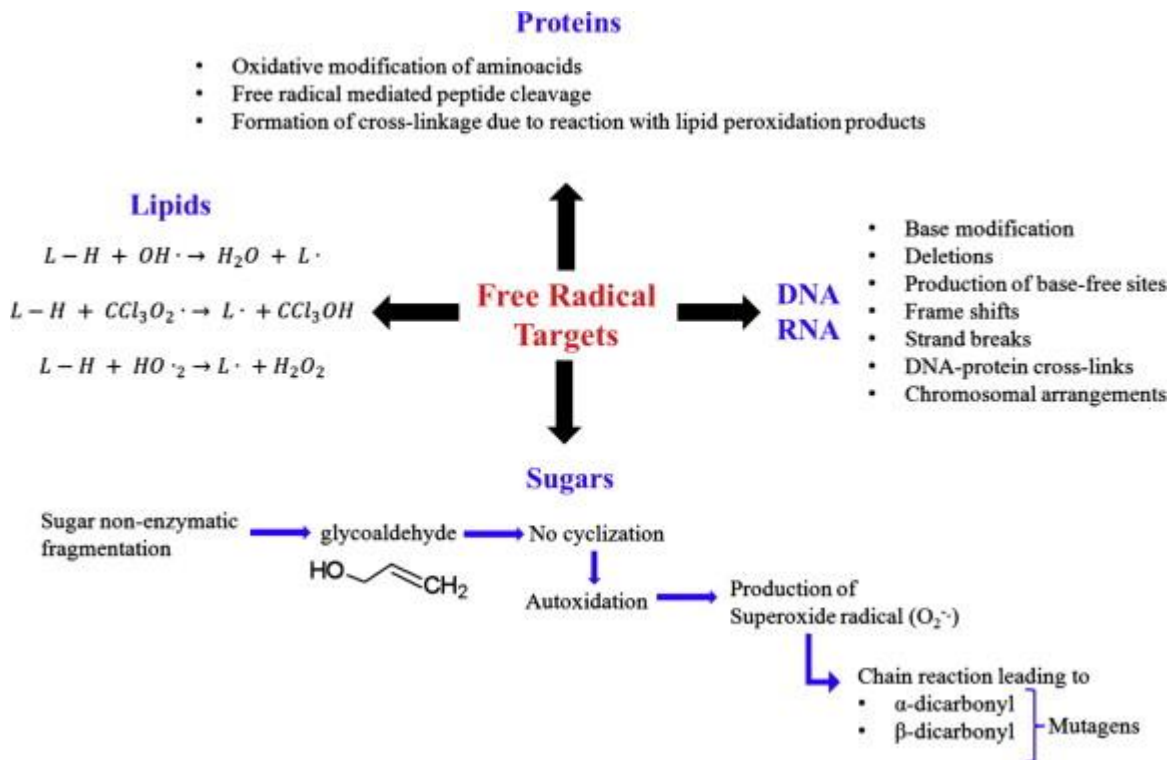 Proteins
• Oxidative modification of aminoacids
• Free radical mediated peptide cleavage
• Formation of cross-linkage due to reaction with lipid peroxidation products
Lipids
L − H + OH · → H₂O + L ·
L − H + CCl₃O₂ · → L · + CCl₃OH
L − H + HO ·₂ → L · + H₂O₂
Free Radical
Targets
DNA
RNA
• Base modification
• Deletions
• Production of base-free sites
• Frame shifts
• Strand breaks
• DNA-protein cross-links
• Chromosomal arrangements
Sugars
Sugar non-enzymatic
fragmentation
glycoaldehyde
HO
CH₂
No cyclization
Autoxidation
Production of
Superoxide radical (O₂⁻·)
Chain reaction leading to
• α-dicarbonyl
• β-dicarbonyl
Mutagens